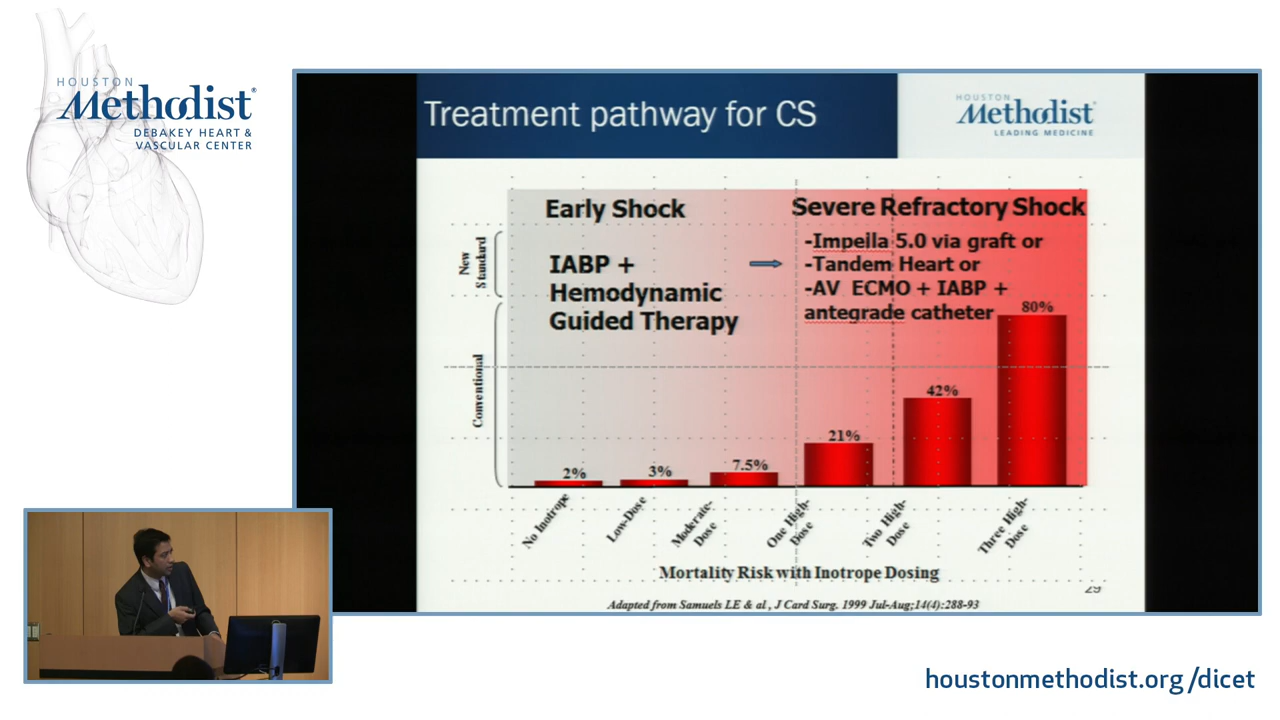 HOUSTON
Methodist®
DEBAKEY HEART &
VASCULAR CENTER
Treatment pathway for CS
HOUSTON
Methodist®
LEADING MEDICINE
Early Shock
Severe Refractory Shock
New
Standard
IABP +
Hemodynamic
Guided Therapy
-Impella 5.0 via graft or
-Tandem Heart or
-AV ECMO + IABP +
antegrade catheter
Conventional
2%
3%
7.5%
21%
42%
80%
No Inotrope
Low-Dose
Moderate-
Dose
One High-
Dose
Two High-
Dose
Three High-
Dose
Mortality Risk with Inotrope Dosing
29
Adapted from Samuels LE & al , J Card Surg. 1999 Jul-Aug;14(4):288-93
houstonmethodist.org/dicet